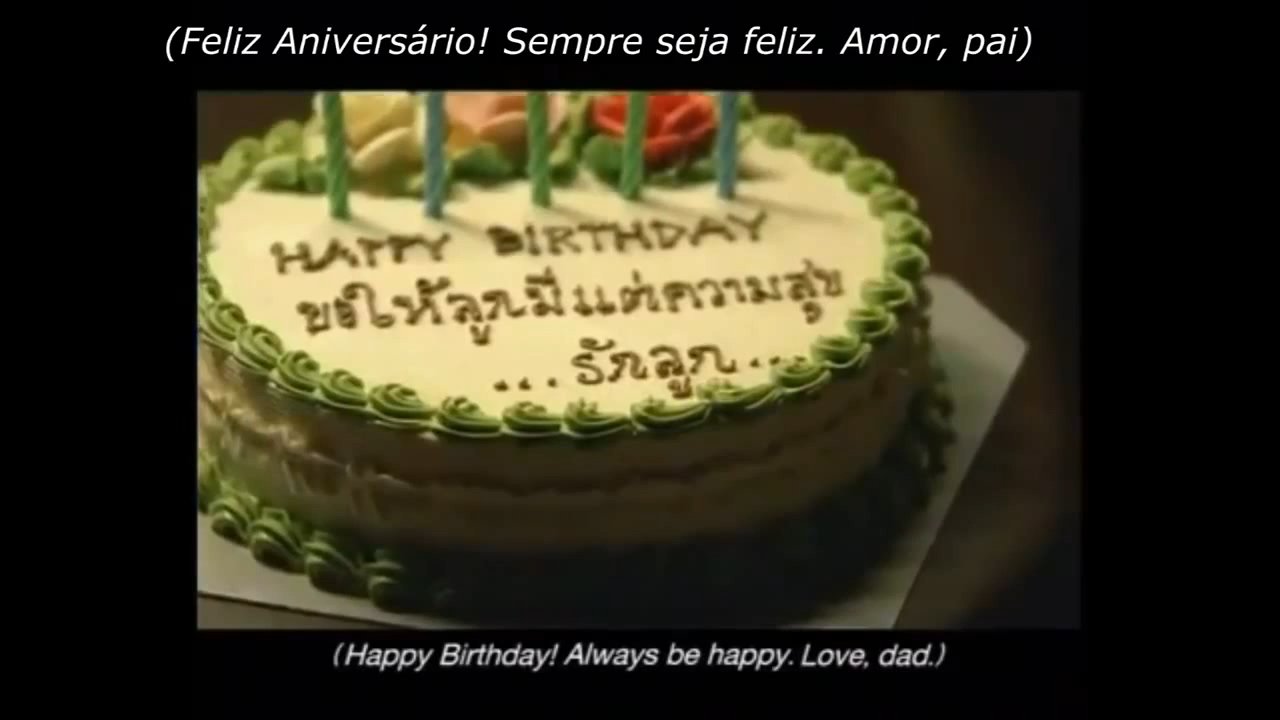 (Feliz Aniversário! Sempre seja feliz. Amor, pai)
HAPPY BIRTHDAY
ขอให้ลูกมีแต่ความสุข
...รักลูก...
(Happy Birthday! Always be happy. Love, dad.)